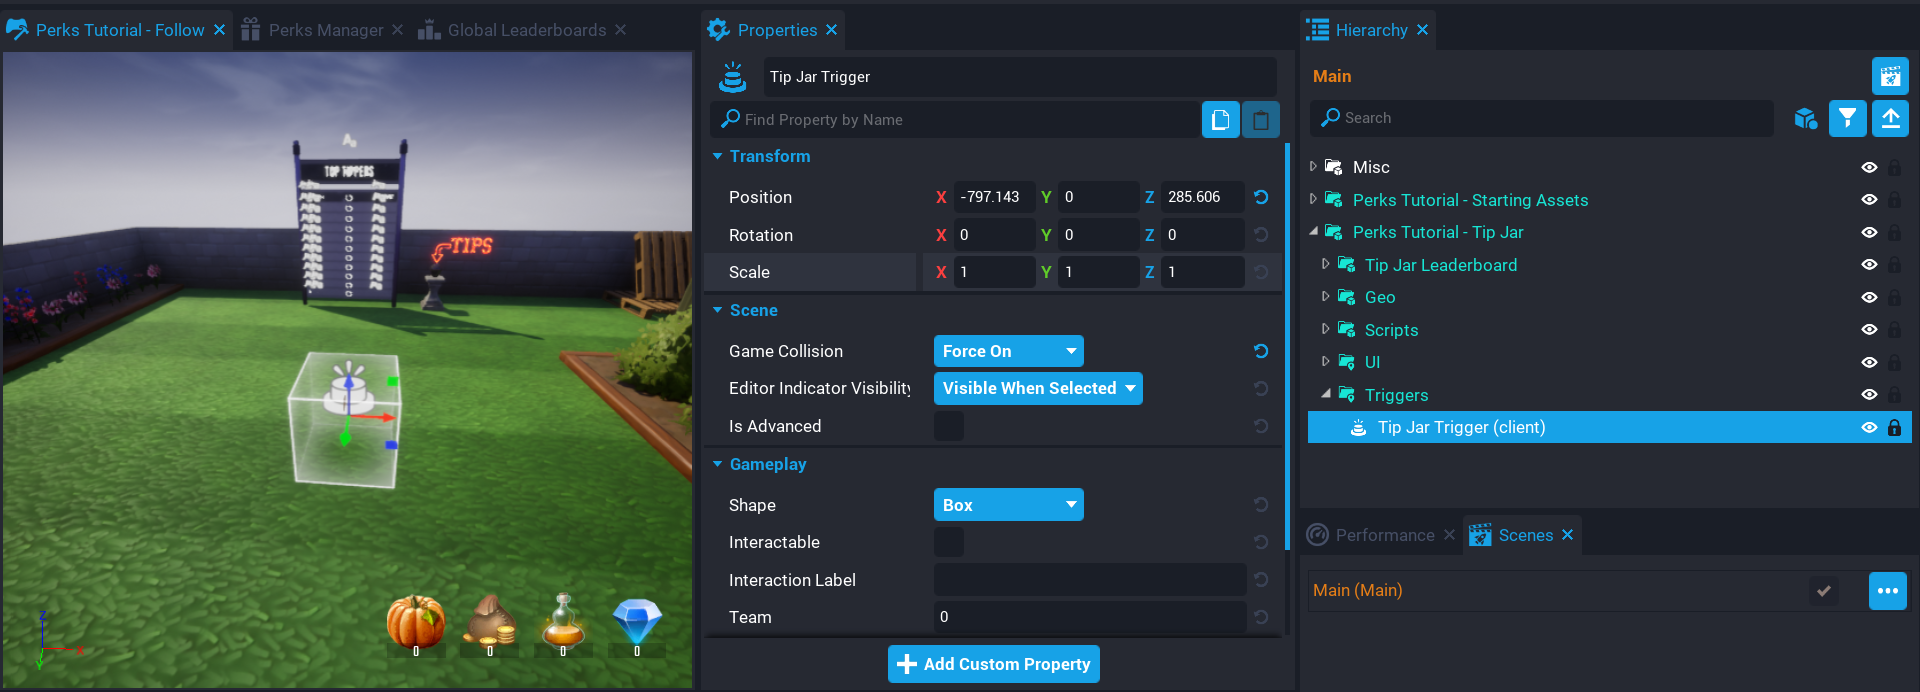 Perks Tutorial - Follow
Perks Manager
Global Leaderboards
TOP TIPPERS
TIPS
Z
X
Y
0
0
0
0
Properties
Tip Jar Trigger
Find Property by Name
Transform
Position X -797.143 Y 0 Z 285.606
Rotation X 0 Y 0 Z 0
Scale X 1 Y 1 Z 1
Scene
Game Collision Force On
Editor Indicator Visibility Visible When Selected
Is Advanced
Gameplay
Shape Box
Interactable
Interaction Label
Team 0
Add Custom Property
Hierarchy
Main
Search
Misc
Perks Tutorial - Starting Assets
Perks Tutorial - Tip Jar
Tip Jar Leaderboard
Geo
Scripts
UI
Triggers
Tip Jar Trigger (client)
Performance
Scenes
Main (Main)